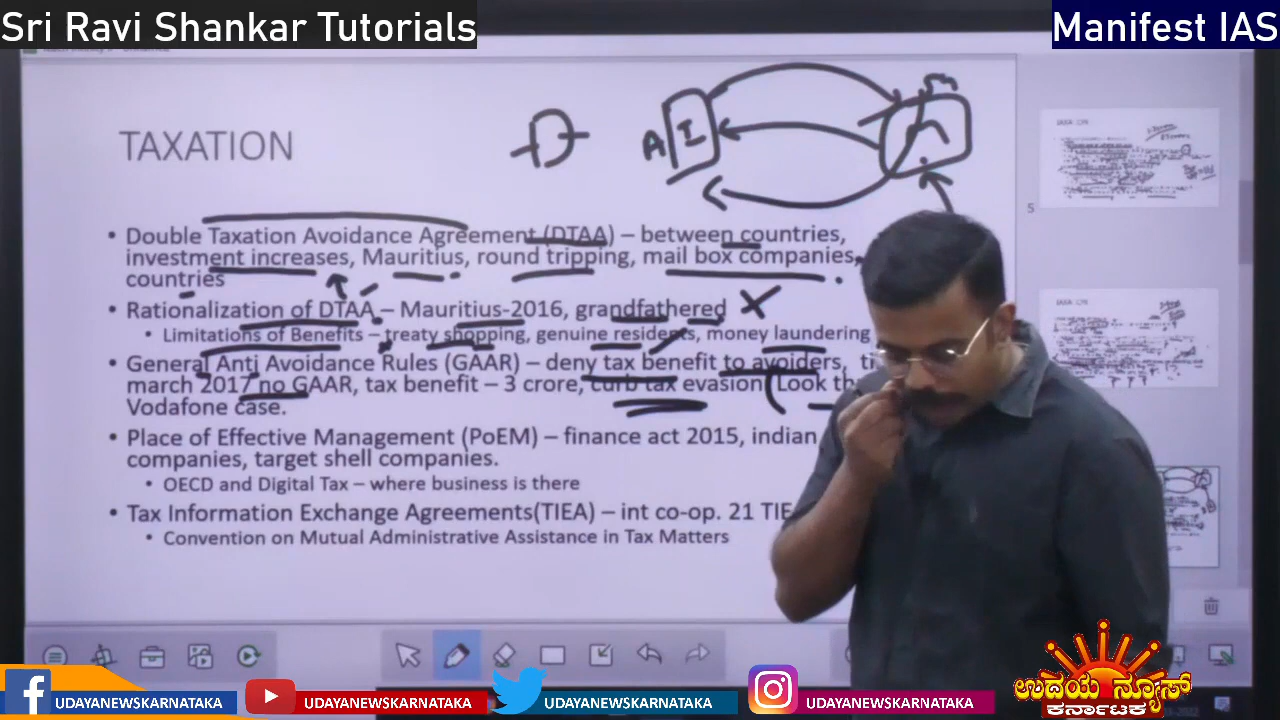 Sri Ravi Shankar Tutorials
Manifest IAS
TAXATION
A I
5
• Double Taxation Avoidance Agreement (DTAA) – between countries,
investment increases, Mauritius, round tripping, mail box companies,
countries
• Rationalization of DTAA – Mauritius-2016, grandfathered
• Limitations of Benefits – treaty shopping, genuine residents, money laundering
• General Anti Avoidance Rules (GAAR) – deny tax benefit to avoiders,
march 2017 no GAAR, tax benefit – 3 crore, curb tax evasion (Look
Vodafone case.
• Place of Effective Management (PoEM) – finance act 2015, indian
companies, target shell companies.
• OECD and Digital Tax – where business is there
• Tax Information Exchange Agreements(TIEA) – int co-op. 21
• Convention on Mutual Administrative Assistance in Tax Matters
UDAYANEWSKARNATAKA
UDAYANEWSKARNATAKA
UDAYANEWSKARNATAKA
UDAYANEWSKARNATAKA
ಉದಯ ನ್ಯೂಸ್
ಕರ್ನಾಟಕ